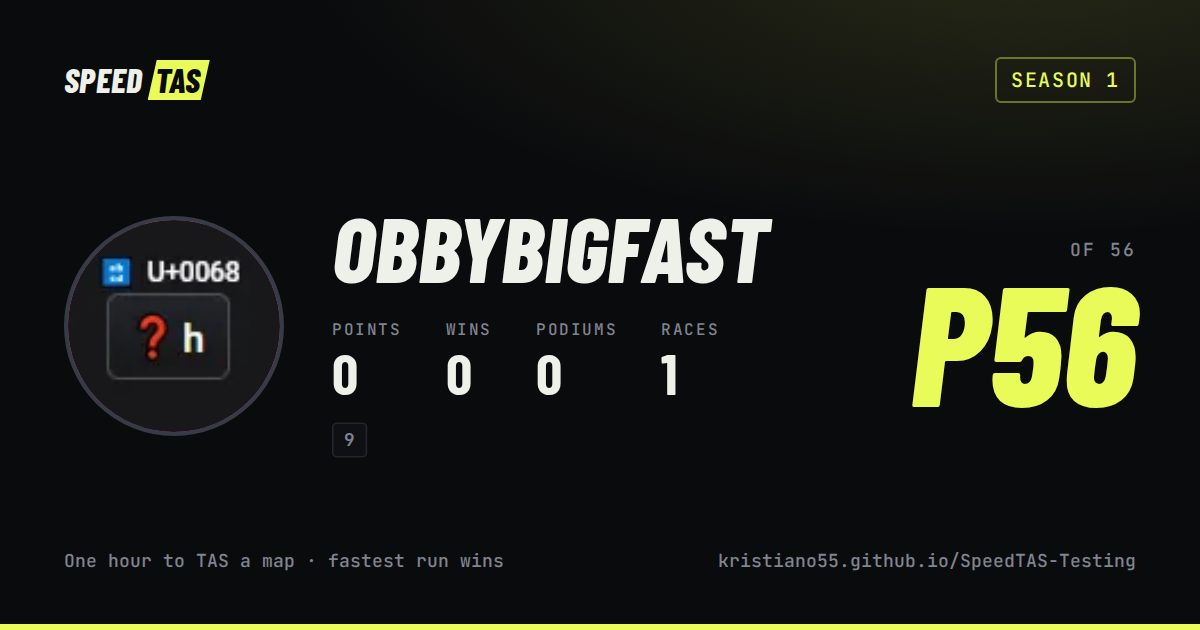 SPEED TAS
SEASON 1
U+0068
❓ h
OBBYBIGFAST
POINTS WINS PODIUMS RACES
0 0 0 1
9
OF 56
P56
One hour to TAS a map · fastest run wins
kristiano55.github.io/SpeedTAS-Testing